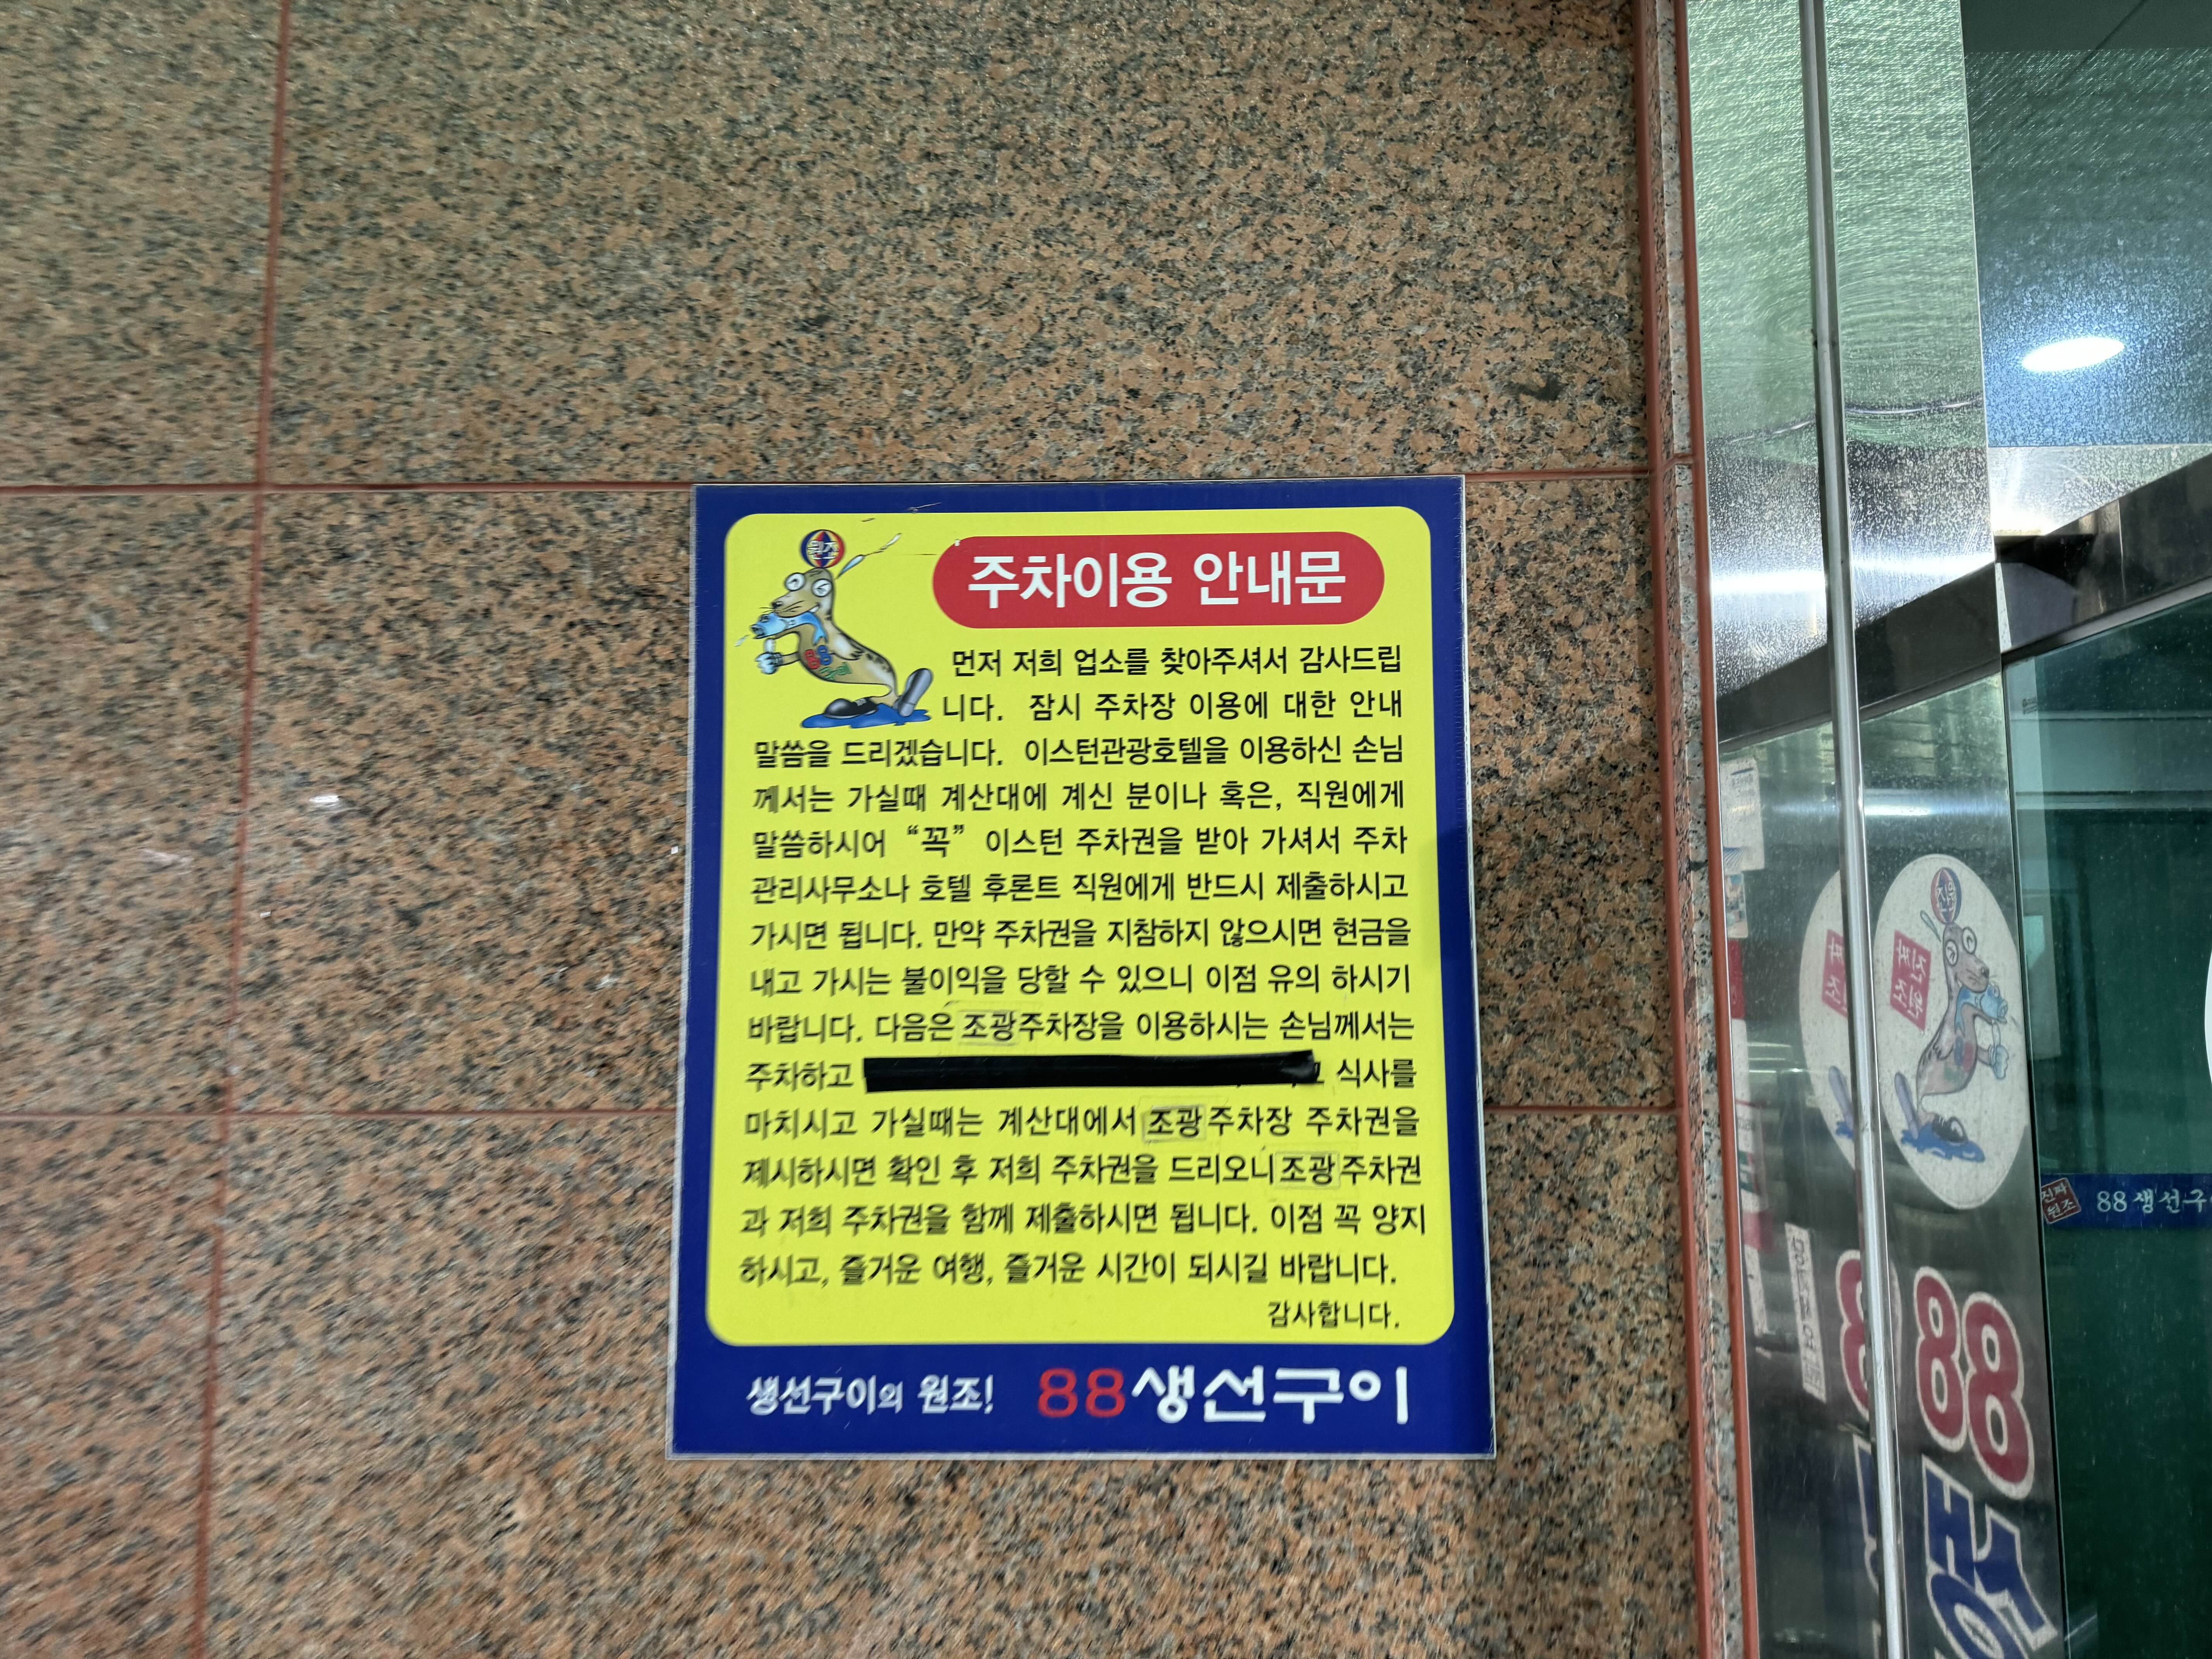 원조
주차이용 안내문
먼저 저희 업소를 찾아주셔서 감사드립
니다. 잠시 주차장 이용에 대한 안내
말씀을 드리겠습니다. 이스턴관광호텔을 이용하신 손님
께서는 가실때 계산대에 계신 분이나 혹은, 직원에게
말씀하시어 “꼭” 이스턴 주차권을 받아 가셔서 주차
관리사무소나 호텔 후론트 직원에게 반드시 제출하시고
가시면 됩니다. 만약 주차권을 지참하지 않으시면 현금을
내고 가시는 불이익을 당할 수 있으니 이점 유의 하시기
바랍니다. 다음은 조광주차장을 이용하시는 손님께서는
주차하고 식사를
마치시고 가실때는 계산대에서 조광주차장 주차권을
제시하시면 확인 후 저희 주차권을 드리오니 조광주차권
과 저희 주차권을 함께 제출하시면 됩니다. 이점 꼭 양지
하시고, 즐거운 여행, 즐거운 시간이 되시길 바랍니다.
감사합니다.
생선구이의 원조! 88생선구이
진짜
원조
88생선구
88